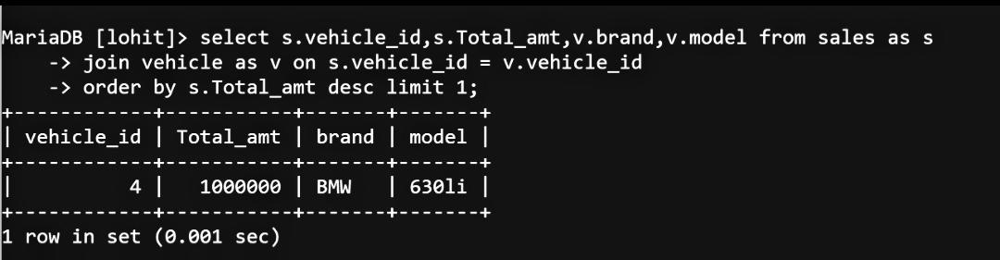 MariaDB [lohit]> select s.vehicle_id,s.Total_amt,v.brand,v.model from sales as s
    -> join vehicle as v on s.vehicle_id = v.vehicle_id
    -> order by s.Total_amt desc limit 1;
+------------+-----------+-------+-------+
| vehicle_id | Total_amt | brand | model |
+------------+-----------+-------+-------+
|          4 |   1000000 | BMW   | 630li |
+------------+-----------+-------+-------+
1 row in set (0.001 sec)